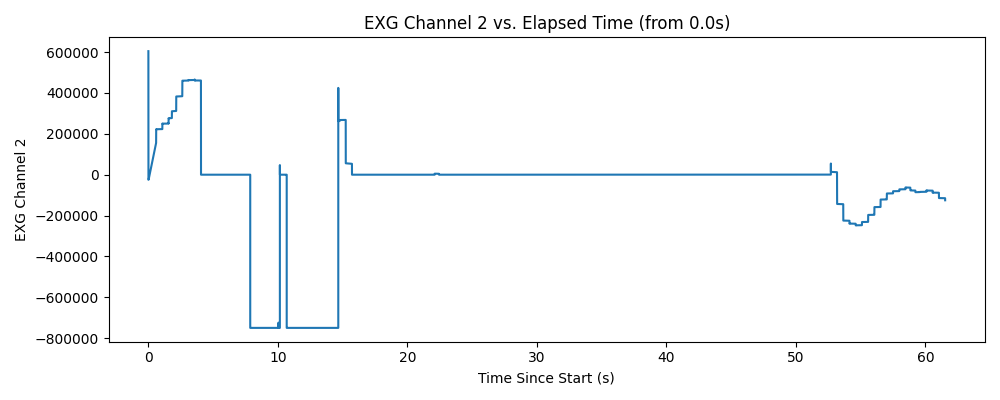 EXG Channel 2 vs. Elapsed Time (from 0.0s)
EXG Channel 2
600000
400000
200000
0
−200000
−400000
−600000
−800000
0 10 20 30 40 50 60
Time Since Start (s)